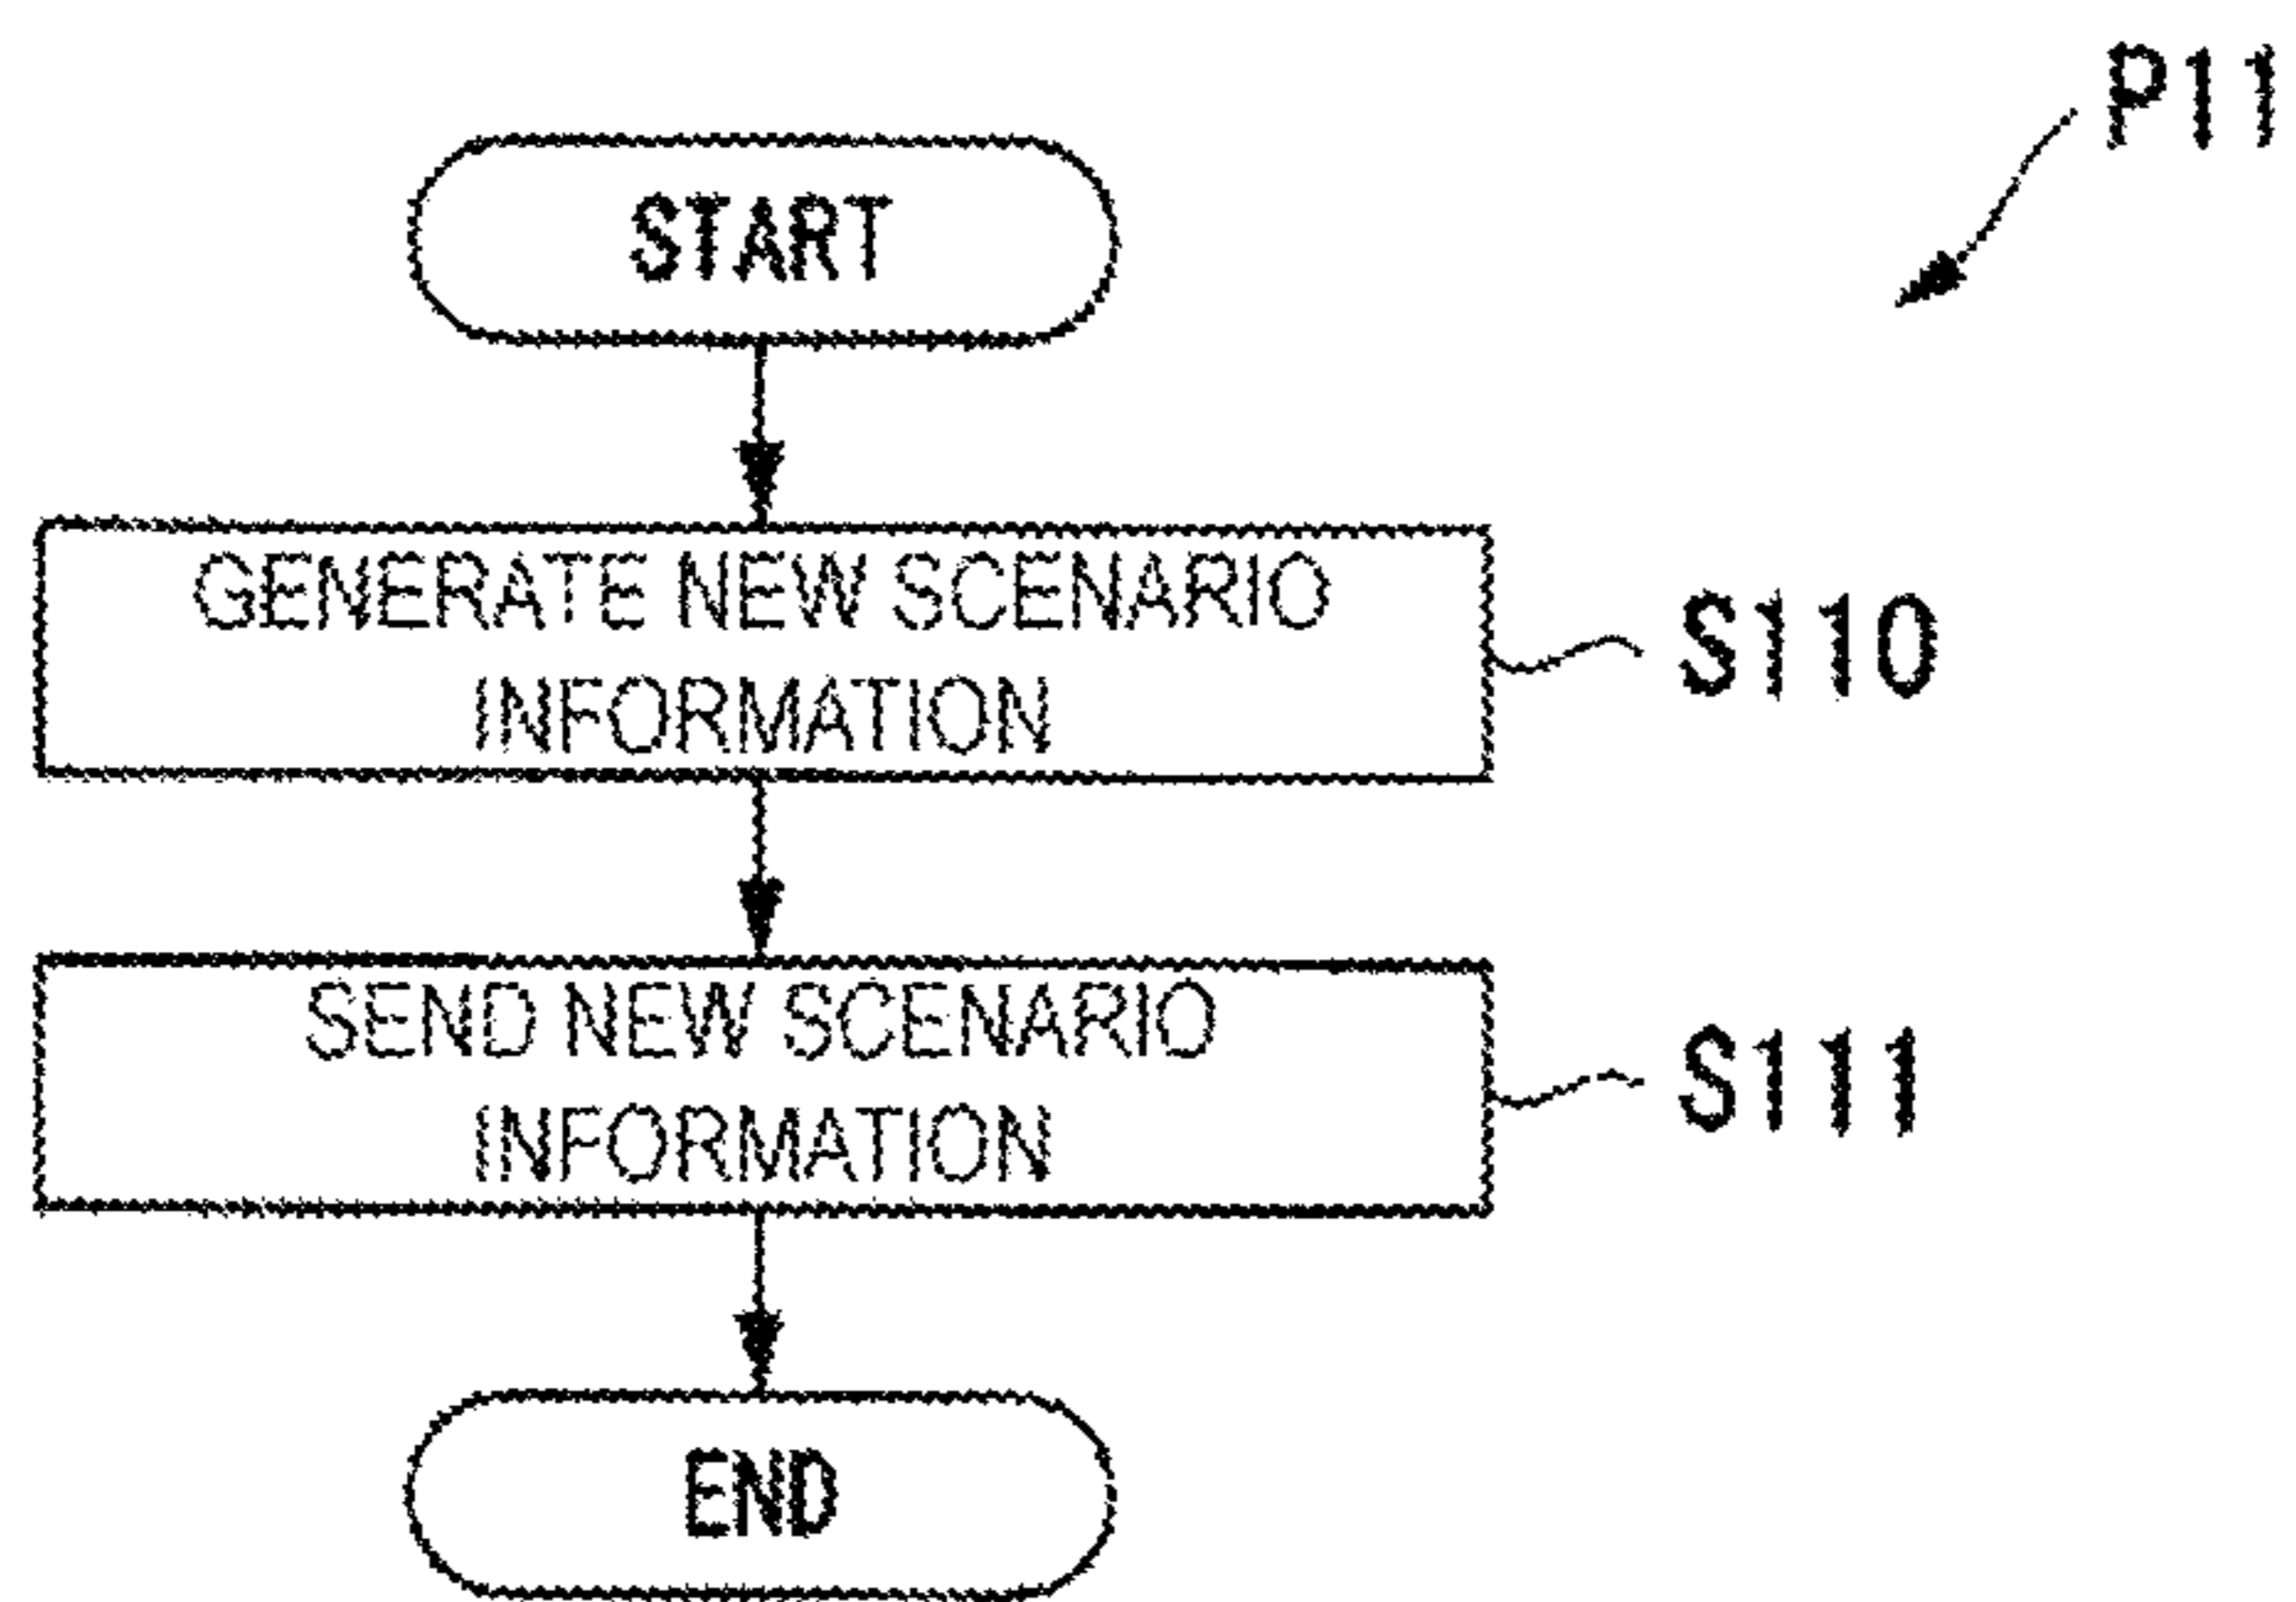 P11
START
GENERATE NEW SCENARIO
INFORMATION
S110
SEND NEW SCENARIO
INFORMATION
S111
END